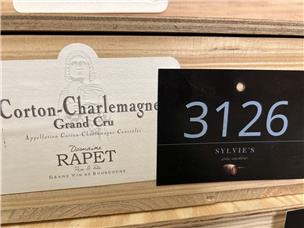 Corton-Charlemagne
Grand Cru
Appellation Corton-Charlemagne Contrôlée
Domaine
RAPET
Père & Fils
GRAND VIN DE BOURGOGNE
3126
SYLVIE'S